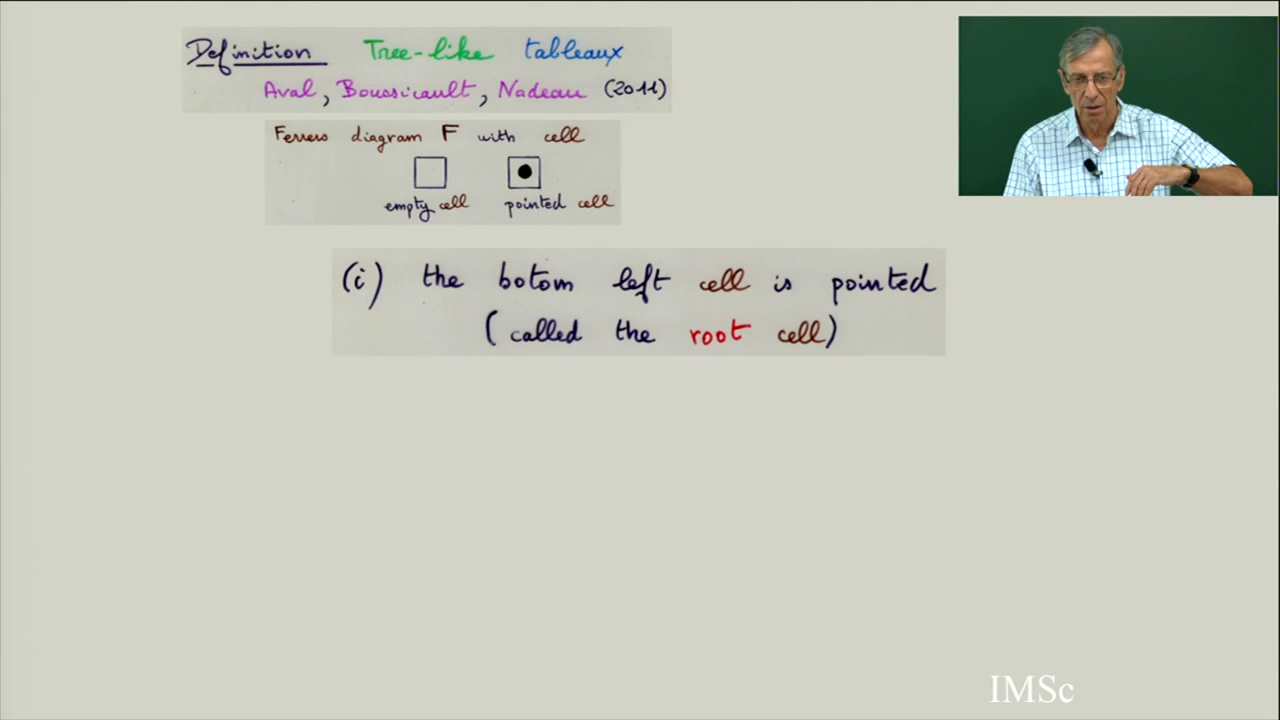 Definition Tree-like tableaux
Aval, Boussicault, Nadeau (2011)
Ferrers diagram F with cell
empty cell pointed cell
(i) the botom left cell is pointed
(called the root cell)
IMSc